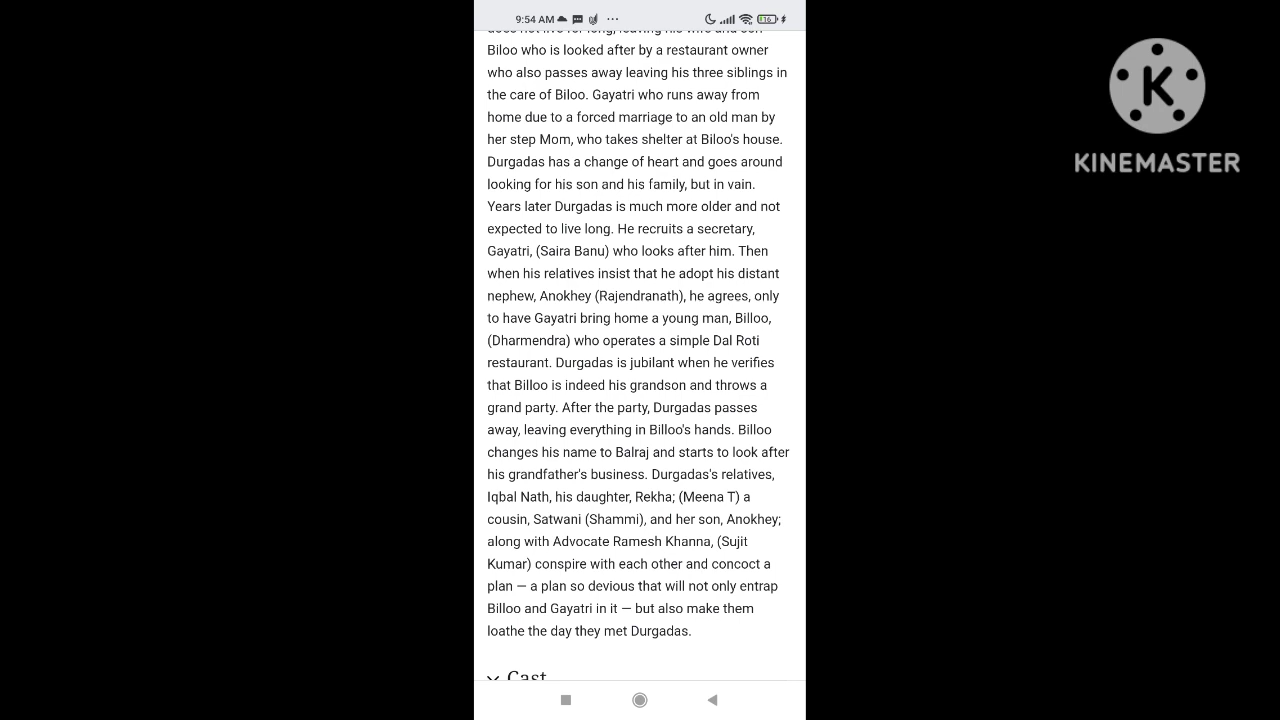 9:54 AM
16
does not live for long, leaving his wife and son
Biloo who is looked after by a restaurant owner
who also passes away leaving his three siblings in
the care of Biloo. Gayatri who runs away from
home due to a forced marriage to an old man by
her step Mom, who takes shelter at Biloo's house.
Durgadas has a change of heart and goes around
looking for his son and his family, but in vain.
Years later Durgadas is much more older and not
expected to live long. He recruits a secretary,
Gayatri, (Saira Banu) who looks after him. Then
when his relatives insist that he adopt his distant
nephew, Anokhey (Rajendranath), he agrees, only
to have Gayatri bring home a young man, Billoo,
(Dharmendra) who operates a simple Dal Roti
restaurant. Durgadas is jubilant when he verifies
that Billoo is indeed his grandson and throws a
grand party. After the party, Durgadas passes
away, leaving everything in Billoo's hands. Billoo
changes his name to Balraj and starts to look after
his grandfather's business. Durgadas's relatives,
Iqbal Nath, his daughter, Rekha; (Meena T) a
cousin, Satwani (Shammi), and her son, Anokhey;
along with Advocate Ramesh Khanna, (Sujit
Kumar) conspire with each other and concoct a
plan — a plan so devious that will not only entrap
Billoo and Gayatri in it — but also make them
loathe the day they met Durgadas.
Cast
K
KINEMASTER